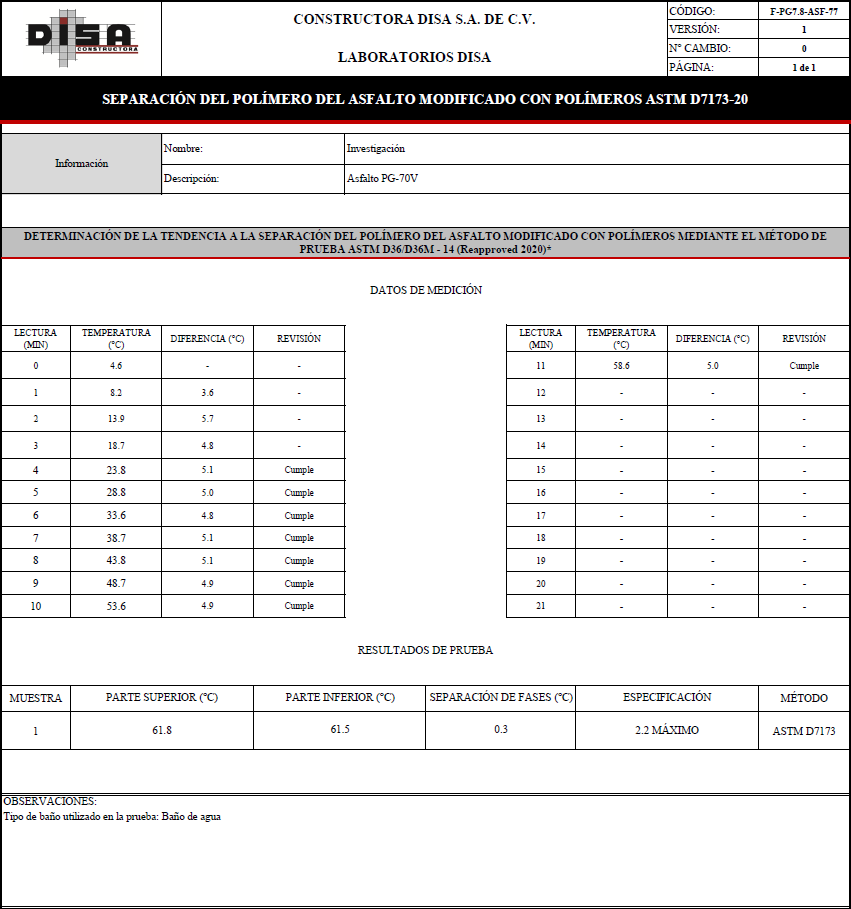 DISA
CONSTRUCTORA
CONSTRUCTORA DISA S.A. DE C.V.
LABORATORIOS DISA
CÓDIGO: F-PG7.8-ASF-77
VERSIÓN: 1
N° CAMBIO: 0
PÁGINA: 1 de 1
SEPARACIÓN DEL POLÍMERO DEL ASFALTO MODIFICADO CON POLÍMEROS ASTM D7173-20
Información
Nombre: Investigación
Descripción: Asfalto PG-70V
DETERMINACIÓN DE LA TENDENCIA A LA SEPARACIÓN DEL POLÍMERO DEL ASFALTO MODIFICADO CON POLÍMEROS MEDIANTE EL MÉTODO DE
PRUEBA ASTM D36/D36M - 14 (Reapproved 2020)*
DATOS DE MEDICIÓN
LECTURA (MIN) TEMPERATURA (°C) DIFERENCIA (°C) REVISIÓN
0 4.6 - -
1 8.2 3.6 -
2 13.9 5.7 -
3 18.7 4.8 -
4 23.8 5.1 Cumple
5 28.8 5.0 Cumple
6 33.6 4.8 Cumple
7 38.7 5.1 Cumple
8 43.8 5.1 Cumple
9 48.7 4.9 Cumple
10 53.6 4.9 Cumple
LECTURA (MIN) TEMPERATURA (°C) DIFERENCIA (°C) REVISIÓN
11 58.6 5.0 Cumple
12 - - -
13 - - -
14 - - -
15 - - -
16 - - -
17 - - -
18 - - -
19 - - -
20 - - -
21 - - -
RESULTADOS DE PRUEBA
MUESTRA PARTE SUPERIOR (°C) PARTE INFERIOR (°C) SEPARACIÓN DE FASES (°C) ESPECIFICACIÓN MÉTODO
1 61.8 61.5 0.3 2.2 MÁXIMO ASTM D7173
OBSERVACIONES:
Tipo de baño utilizado en la prueba: Baño de agua